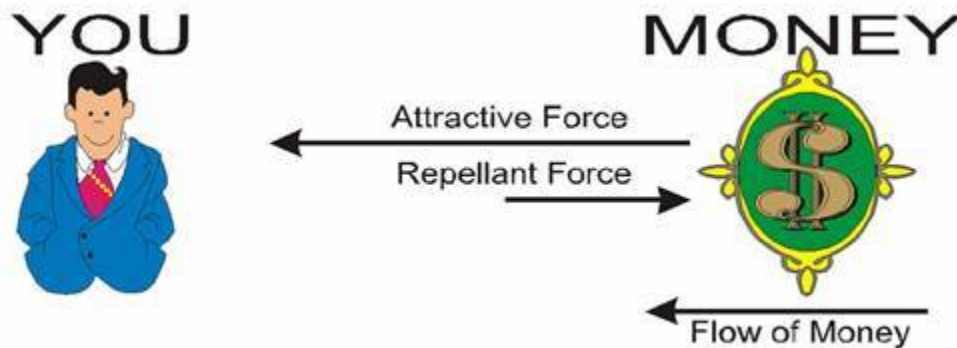 YOU
MONEY
Attractive Force
Repellant Force
$
Flow of Money